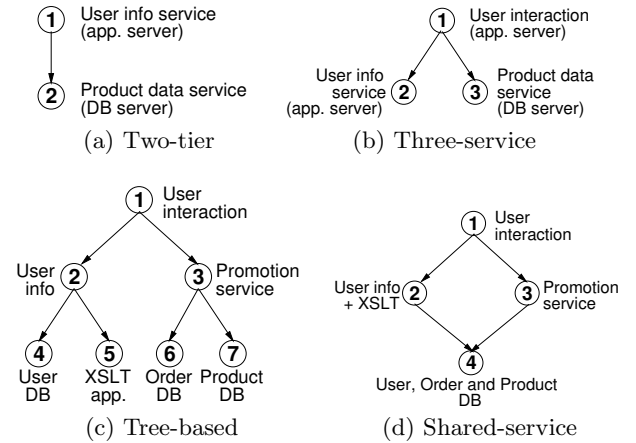 1 User info service
(app. server)
2 Product data service
(DB server)
(a) Two-tier
1 User interaction
(app. server)
User info
service
(app. server)
2
3
Product data
service
(DB server)
(b) Three-service
1 User
interaction
User
info
2
3 Promotion
service
4
5
6
7
User
DB
XSLT
app.
Order
DB
Product
DB
(c) Tree-based
1 User
interaction
User info
+ XSLT
2
3 Promotion
service
4
User, Order and Product
DB
(d) Shared-service